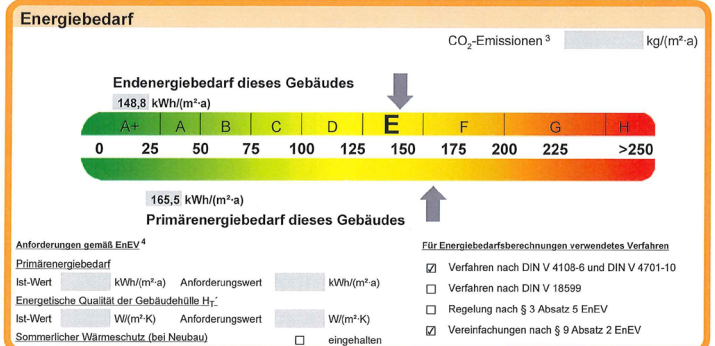 Energiebedarf
CO2-Emissionen 3 kg/(m²·a)
Endenergiebedarf dieses Gebäudes
148,8 kWh/(m²·a)
A+ A B C D E F G H
0 25 50 75 100 125 150 175 200 225 >250
165,5 kWh/(m²·a)
Primärenergiebedarf dieses Gebäudes
Anforderungen gemäß EnEV 4
Primärenergiebedarf
Ist-Wert kWh/(m²·a) Anforderungswert kWh/(m²·a)
Energetische Qualität der Gebäudehülle HT´
Ist-Wert W/(m²·K) Anforderungswert W/(m²·K)
Sommerlicher Wärmeschutz (bei Neubau) eingehalten
Für Energiebedarfsberechnungen verwendetes Verfahren
Verfahren nach DIN V 4108-6 und DIN V 4701-10
Verfahren nach DIN V 18599
Regelung nach § 3 Absatz 5 EnEV
Vereinfachungen nach § 9 Absatz 2 EnEV